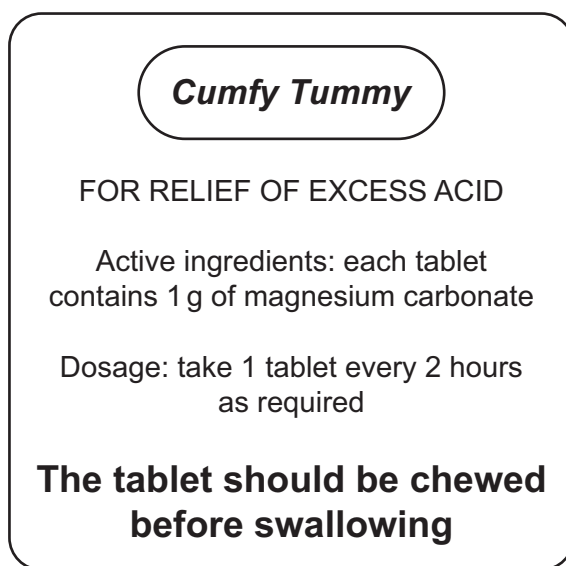 Cumfy Tummy
FOR RELIEF OF EXCESS ACID
Active ingredients: each tablet
contains 1 g of magnesium carbonate
Dosage: take 1 tablet every 2 hours
as required
The tablet should be chewed
before swallowing